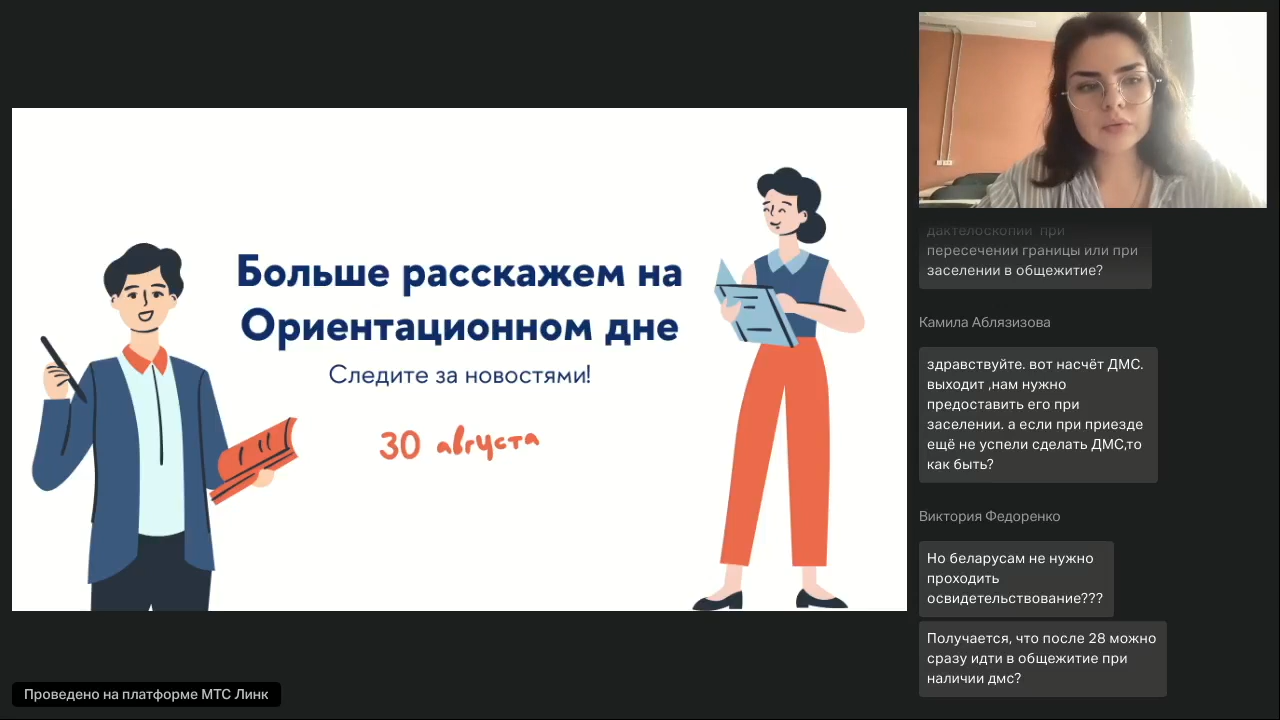 Больше расскажем на
Ориентационном дне
Следите за новостями!
30 августа
Проведено на платформе МТС Линк
дактелоскопии при
пересечении границы или при
заселении в общежитие?
Камила Аблязизова
здравствуйте. вот насчёт ДМС.
выходит ,нам нужно
предоставить его при
заселении. а если при приезде
ещё не успели сделать ДМС,то
как быть?
Виктория Федоренко
Но беларусам не нужно
проходить
освидетельствование???
Получается, что после 28 можно
сразу идти в общежитие при
наличии дмс?